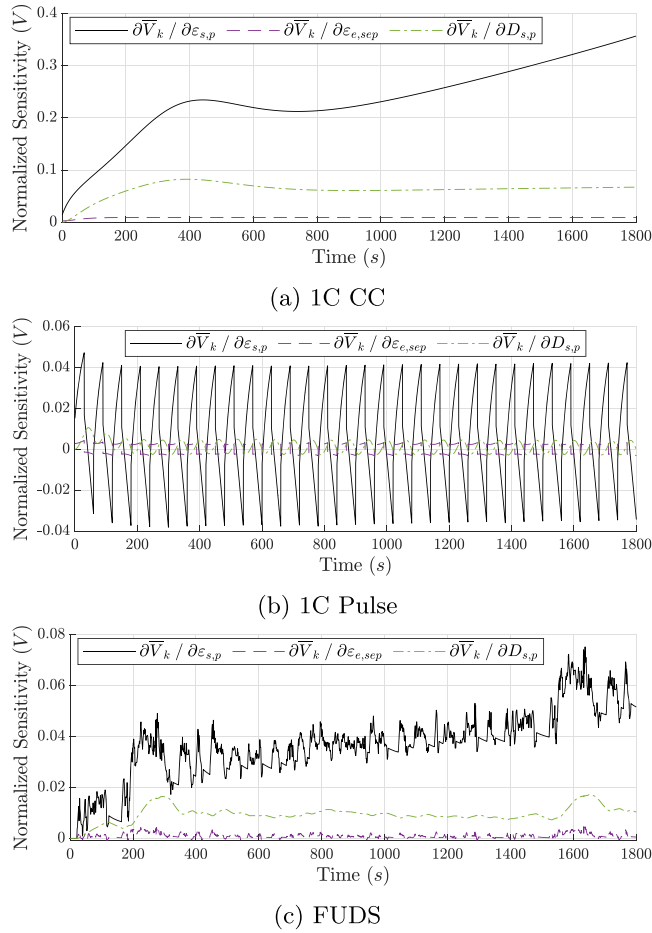 ∂V̅ₖ / ∂εₛ,ₚ ∂V̅ₖ / ∂εₑ,ₛₑₚ ∂V̅ₖ / ∂Dₛ,ₚ
Normalized Sensitivity (V)
0.4
0.3
0.2
0.1
0
0 200 400 600 800 1000 1200 1400 1600 1800
Time (s)
(a) 1C CC
∂V̅ₖ / ∂εₛ,ₚ ∂V̅ₖ / ∂εₑ,ₛₑₚ ∂V̅ₖ / ∂Dₛ,ₚ
Normalized Sensitivity (V)
0.06
0.04
0.02
0
-0.02
-0.04
0 200 400 600 800 1000 1200 1400 1600 1800
Time (s)
(b) 1C Pulse
∂V̅ₖ / ∂εₛ,ₚ ∂V̅ₖ / ∂εₑ,ₛₑₚ ∂V̅ₖ / ∂Dₛ,ₚ
Normalized Sensitivity (V)
0.08
0.06
0.04
0.02
0
0 200 400 600 800 1000 1200 1400 1600 1800
Time (s)
(c) FUDS